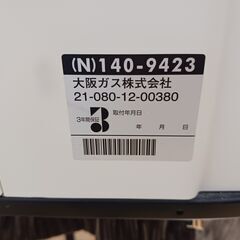 (N)140-9423
大阪ガス株式会社
21-080-12-00380
3年間保証
取付年月日
年 月 日